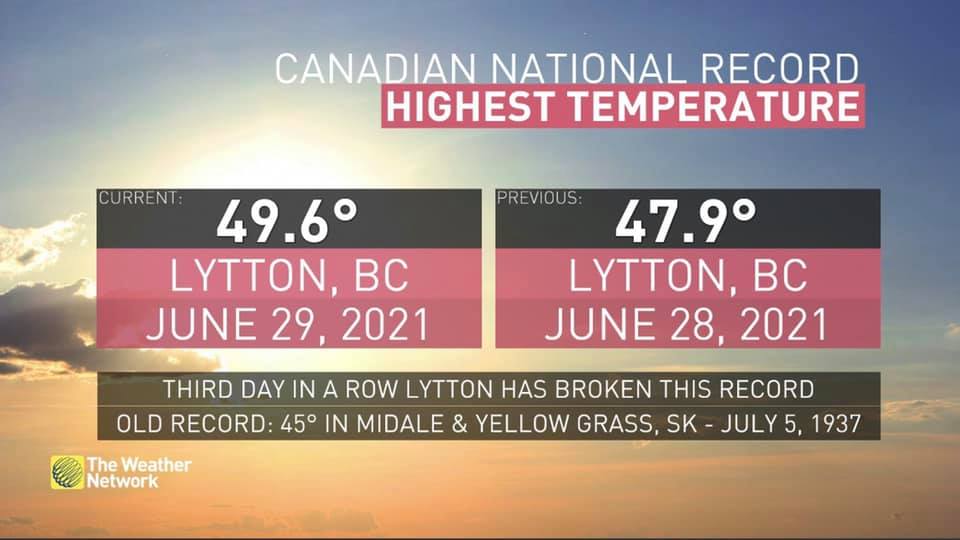 CANADIAN NATIONAL RECORD
HIGHEST TEMPERATURE
CURRENT:
49.6°
LYTTON, BC
JUNE 29, 2021
PREVIOUS:
47.9°
LYTTON, BC
JUNE 28, 2021
THIRD DAY IN A ROW LYTTON HAS BROKEN THIS RECORD
OLD RECORD: 45° IN MIDALE & YELLOW GRASS, SK - JULY 5, 1937
The Weather
Network